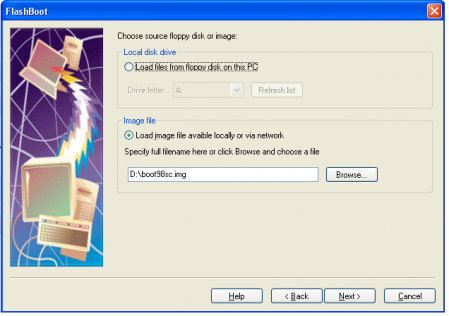 FlashBoot
Choose source floppy disk or image:
Local disk drive
Load files from floppy disk on this PC
Drive letter: A: Refresh list
Image file
Load image file avaible locally or via network
Specify full filename here or click Browse and choose a file
D:\boot98sc.img Browse...
Help < Back Next > Cancel